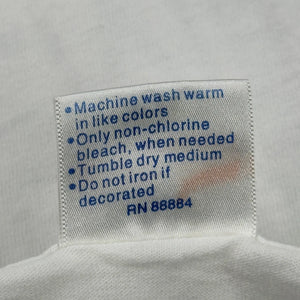 • Machine wash warm
in like colors
• Only non-chlorine
bleach, when needed
• Tumble dry medium
• Do not iron if
decorated
RN 88884